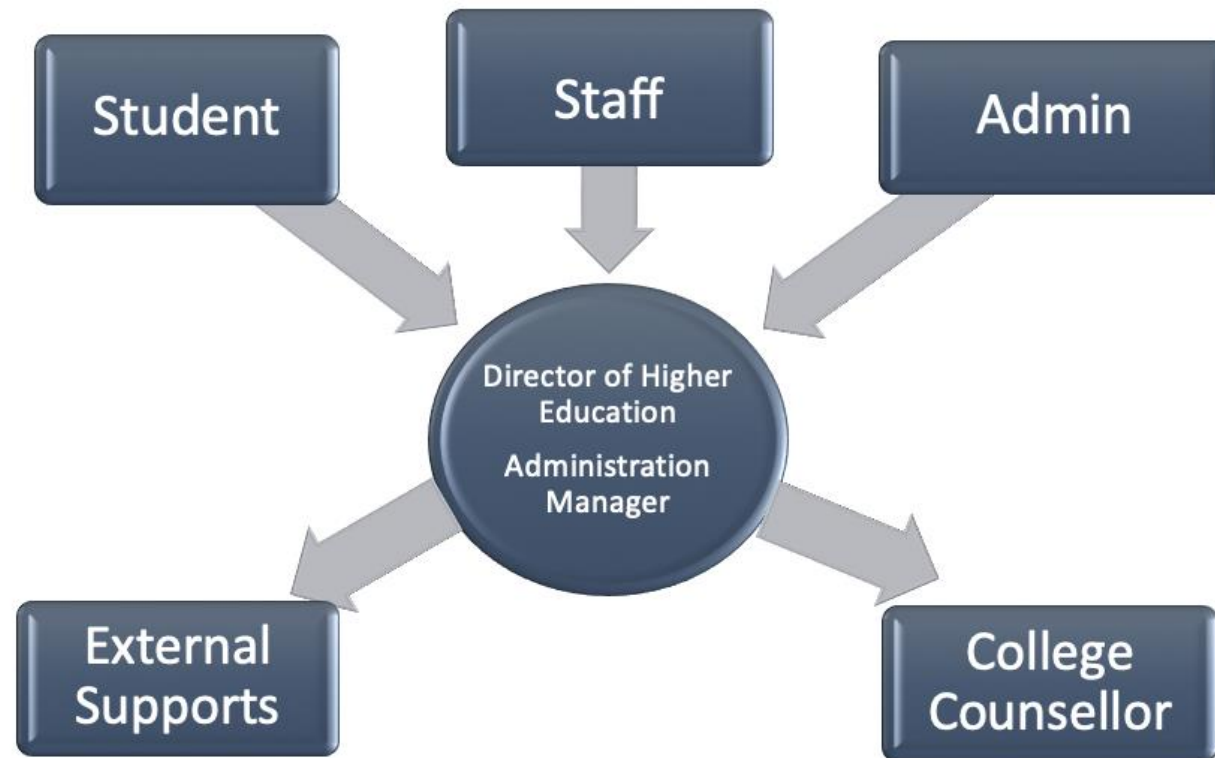 Student
Staff
Admin
Director of Higher
Education
Administration
Manager
External
Supports
College
Counsellor